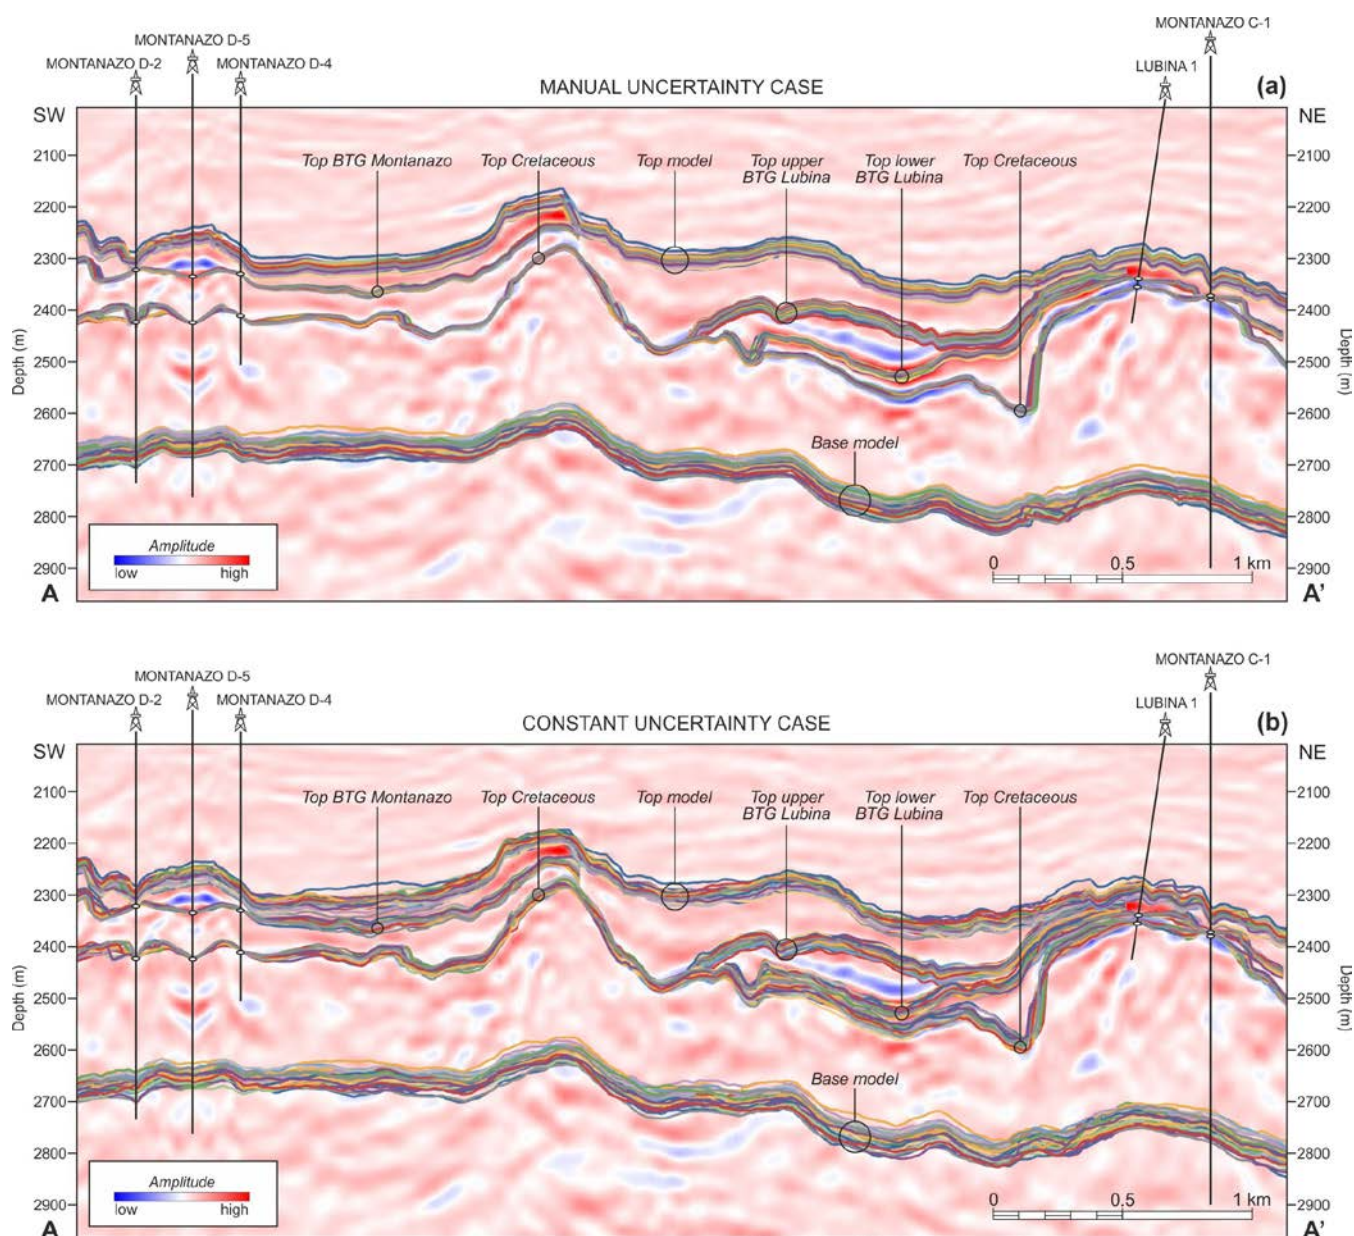 MONTANAZO C-1
MONTANAZO D-5
MONTANAZO D-2
MONTANAZO D-4
LUBINA 1
MANUAL UNCERTAINTY CASE
(a)
SW
NE
Top BTG Montanazo
Top Cretaceous
Top model
Top upper
BTG Lubina
Top lower
BTG Lubina
Top Cretaceous
2100
2200
2300
2400
2500
2600
2700
2800
2900
Depth (m)
2100
2200
2300
2400
2500
2600
2700
2800
2900
Depth (m)
Base model
Amplitude
low high
0 0.5 1 km
A
A'
MONTANAZO C-1
MONTANAZO D-5
MONTANAZO D-2
MONTANAZO D-4
LUBINA 1
CONSTANT UNCERTAINTY CASE
(b)
SW
NE
Top BTG Montanazo
Top Cretaceous
Top model
Top upper
BTG Lubina
Top lower
BTG Lubina
Top Cretaceous
2100
2200
2300
2400
2500
2600
2700
2800
2900
Depth (m)
2100
2200
2300
2400
2500
2600
2700
2800
2900
Depth (m)
Base model
Amplitude
low high
0 0.5 1 km
A
A'